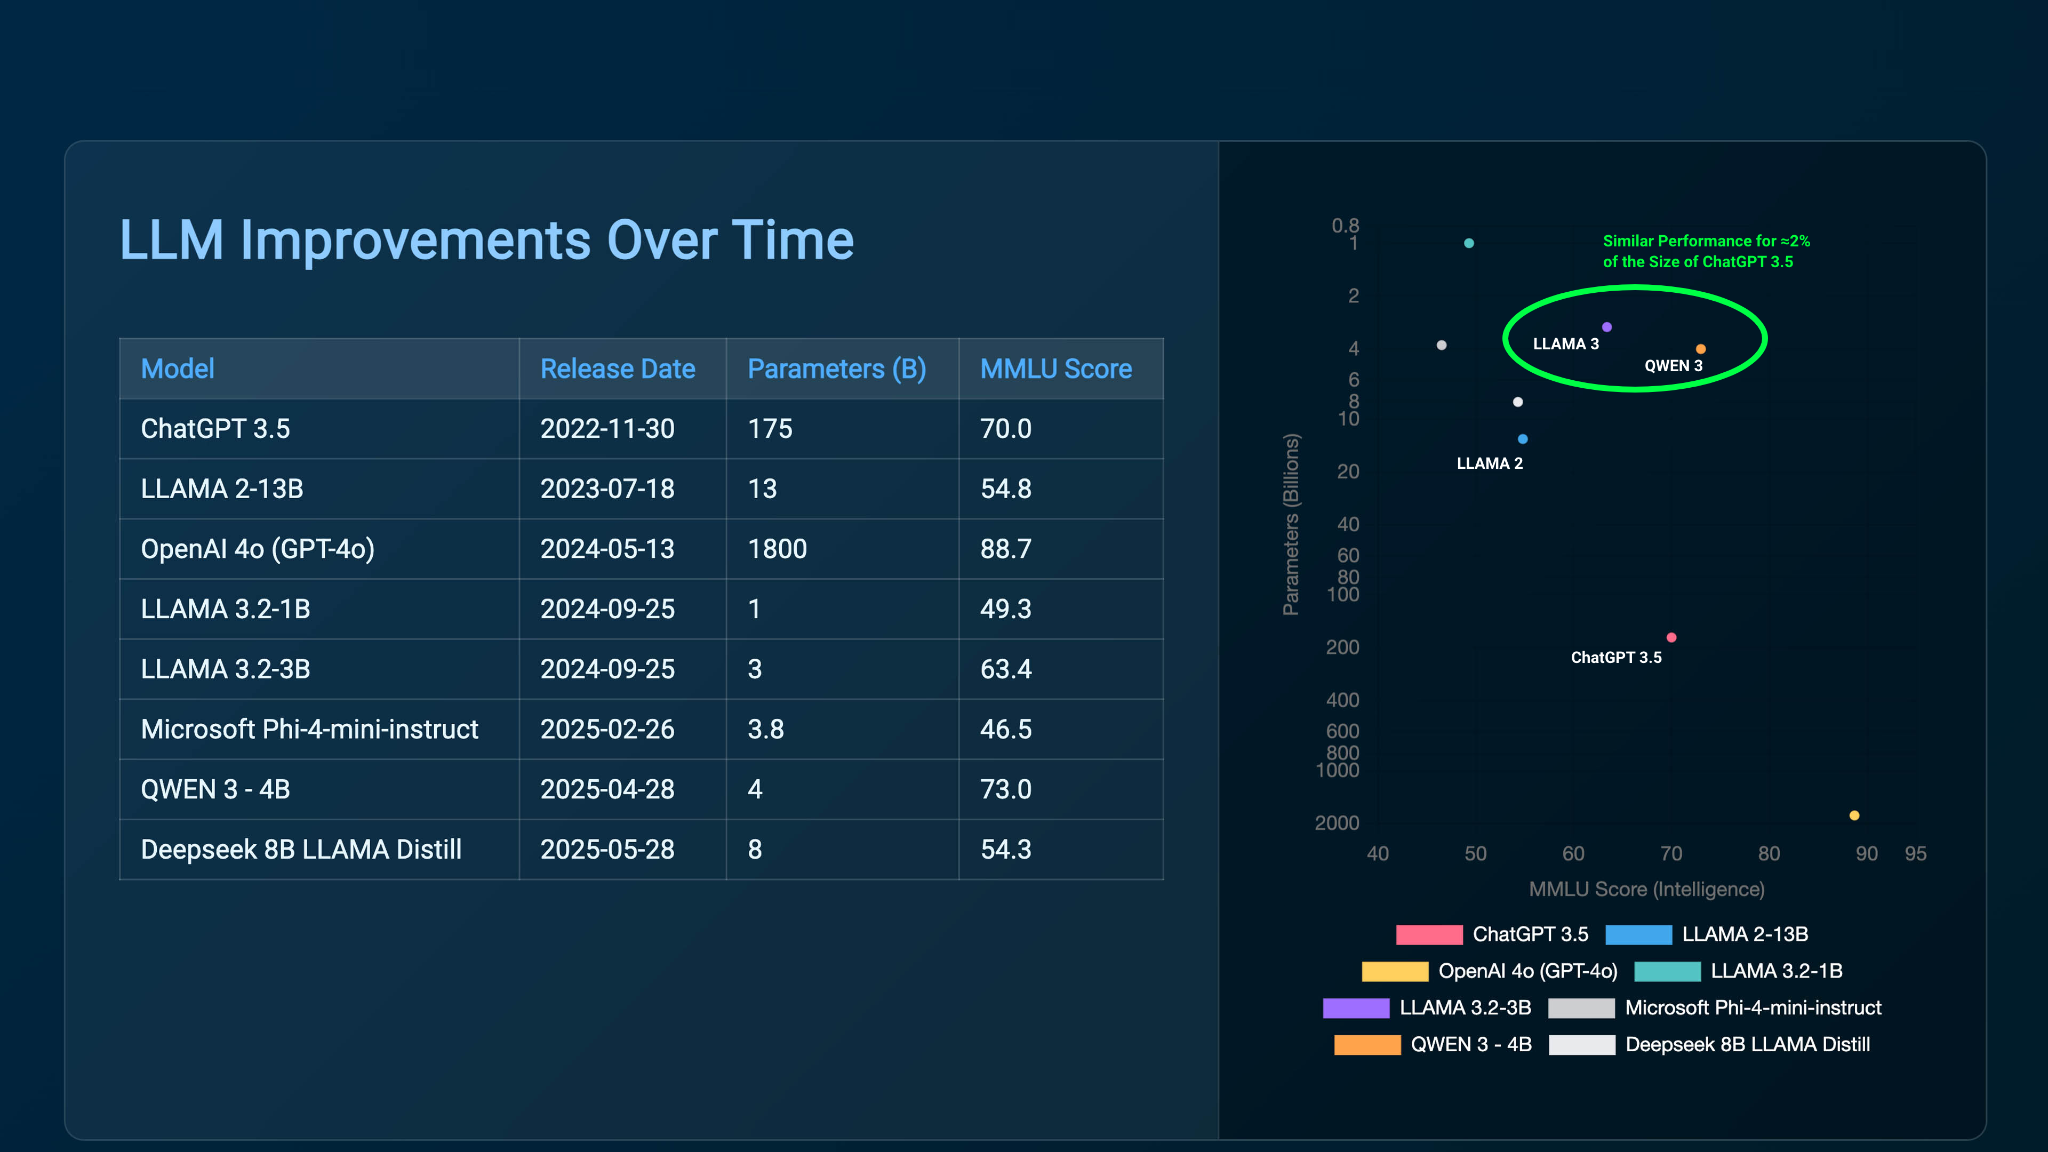 LLM Improvements Over Time
Model Release Date Parameters (B) MMLU Score
ChatGPT 3.5 2022-11-30 175 70.0
LLAMA 2-13B 2023-07-18 13 54.8
OpenAI 4o (GPT-4o) 2024-05-13 1800 88.7
LLAMA 3.2-1B 2024-09-25 1 49.3
LLAMA 3.2-3B 2024-09-25 3 63.4
Microsoft Phi-4-mini-instruct 2025-02-26 3.8 46.5
QWEN 3 - 4B 2025-04-28 4 73.0
Deepseek 8B LLAMA Distill 2025-05-28 8 54.3
Similar Performance for ≈2%
of the Size of ChatGPT 3.5
LLAMA 3
QWEN 3
LLAMA 2
ChatGPT 3.5
Parameters (Billions)
0.8
1
2
4
6
8
10
20
40
60
80
100
200
400
600
800
1000
2000
40 50 60 70 80 90 95
MMLU Score (Intelligence)
ChatGPT 3.5 LLAMA 2-13B
OpenAI 4o (GPT-4o) LLAMA 3.2-1B
LLAMA 3.2-3B Microsoft Phi-4-mini-instruct
QWEN 3 - 4B Deepseek 8B LLAMA Distill